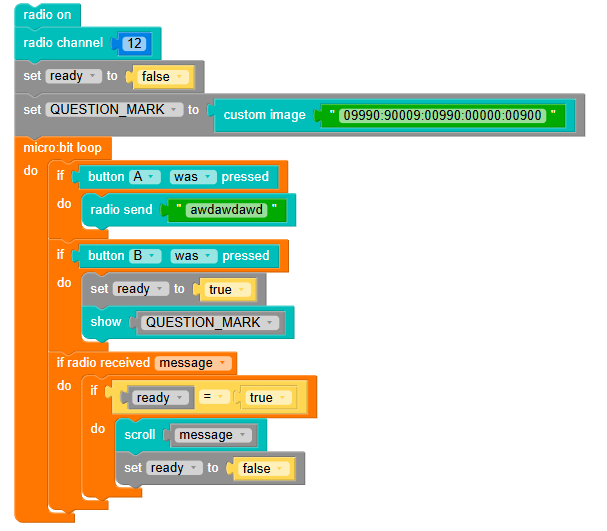 radio on
radio channel 12
set ready to false
set QUESTION_MARK to custom image " 09990:90009:00990:00000:00900 "
micro:bit loop
do if button A was pressed
do radio send " awdawdawd "
if button B was pressed
do set ready to true
show QUESTION_MARK
if radio received message
do if ready = true
do scroll message
set ready to false